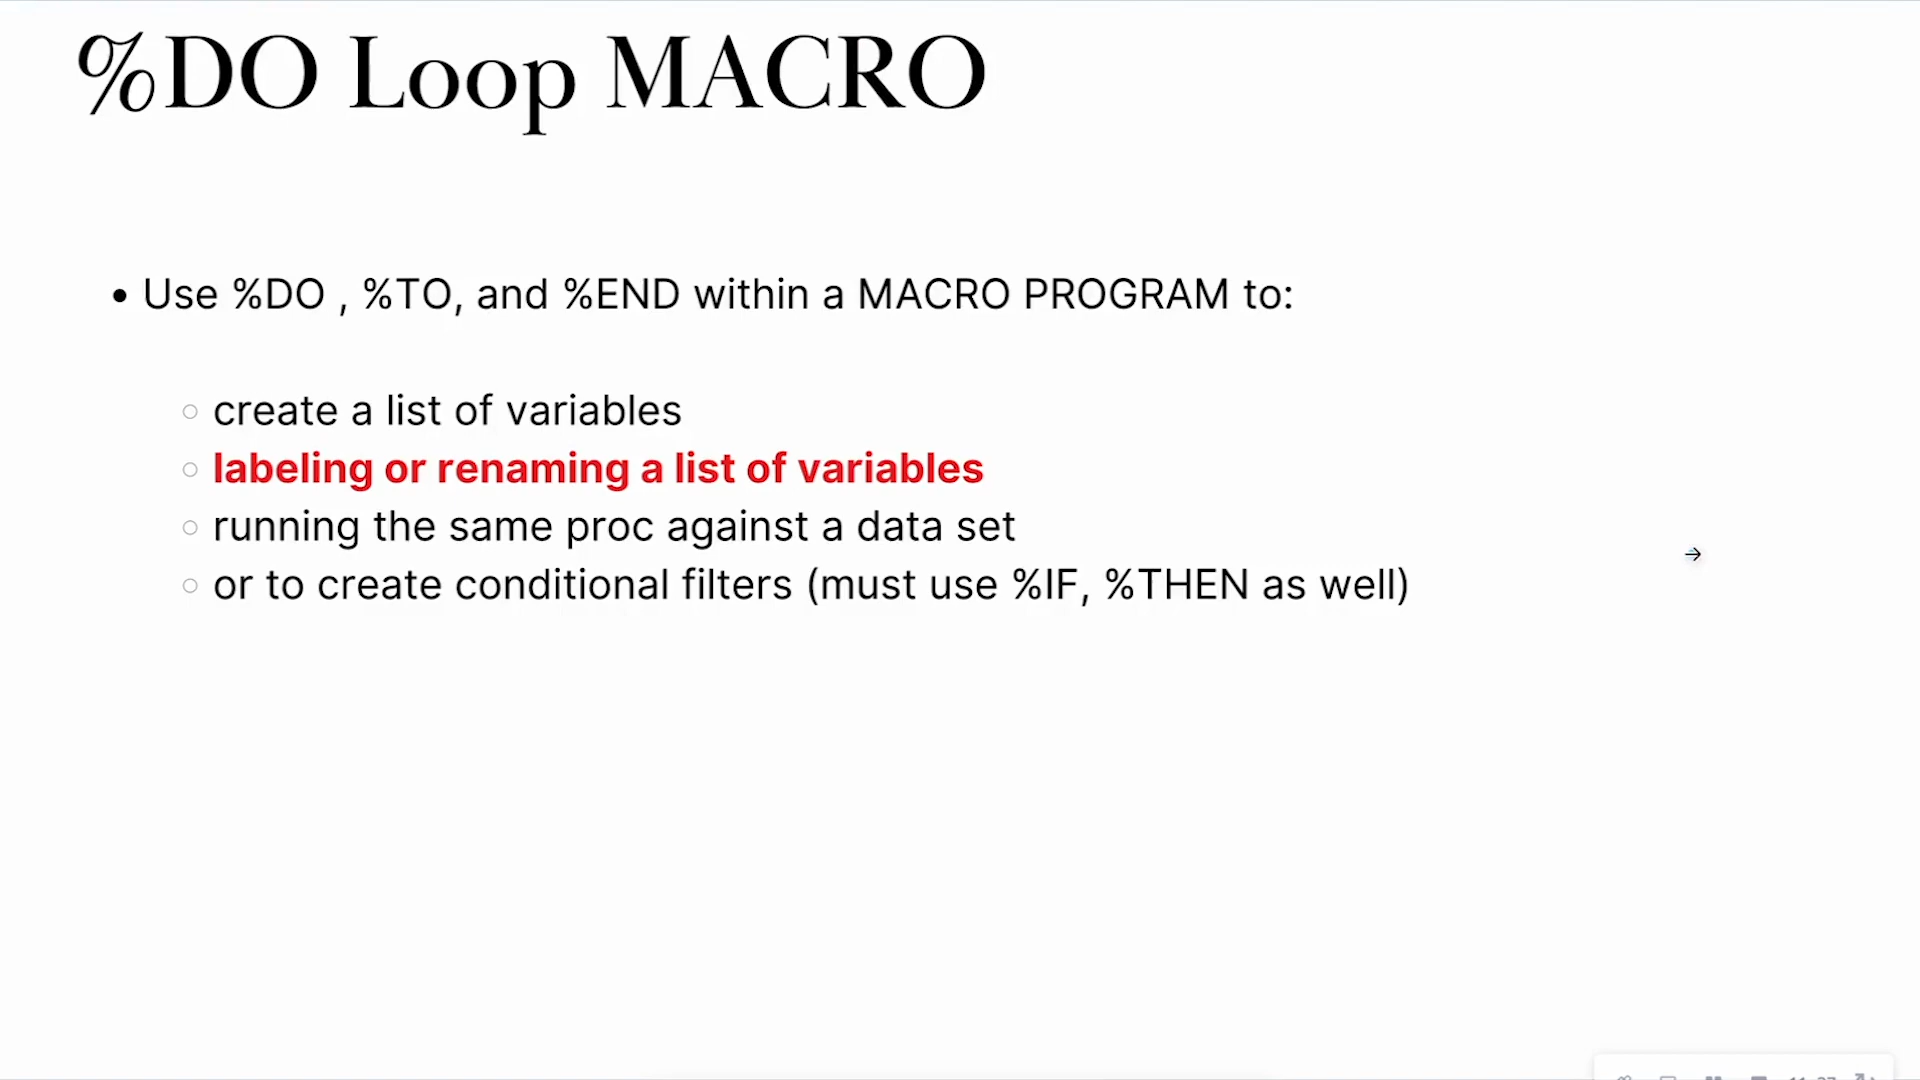 %DO Loop MACRO
• Use %DO , %TO, and %END within a MACRO PROGRAM to:
○ create a list of variables
○ labeling or renaming a list of variables
○ running the same proc against a data set
○ or to create conditional filters (must use %IF, %THEN as well)